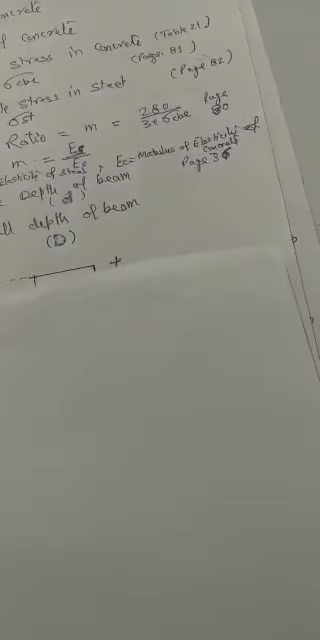 oncrete
f concrete
stress in concrete (Table 21)
σcbc (Page. 81)
stress in steel (Page 82)
σst
Ratio = m = 280/3σcbc Page 80
m = Es/Ec
Elasticity of steel, Ec= Modulus of Elasticity of concrete
Depth of beam Page 36
(d)
ll depth of beam
(D)